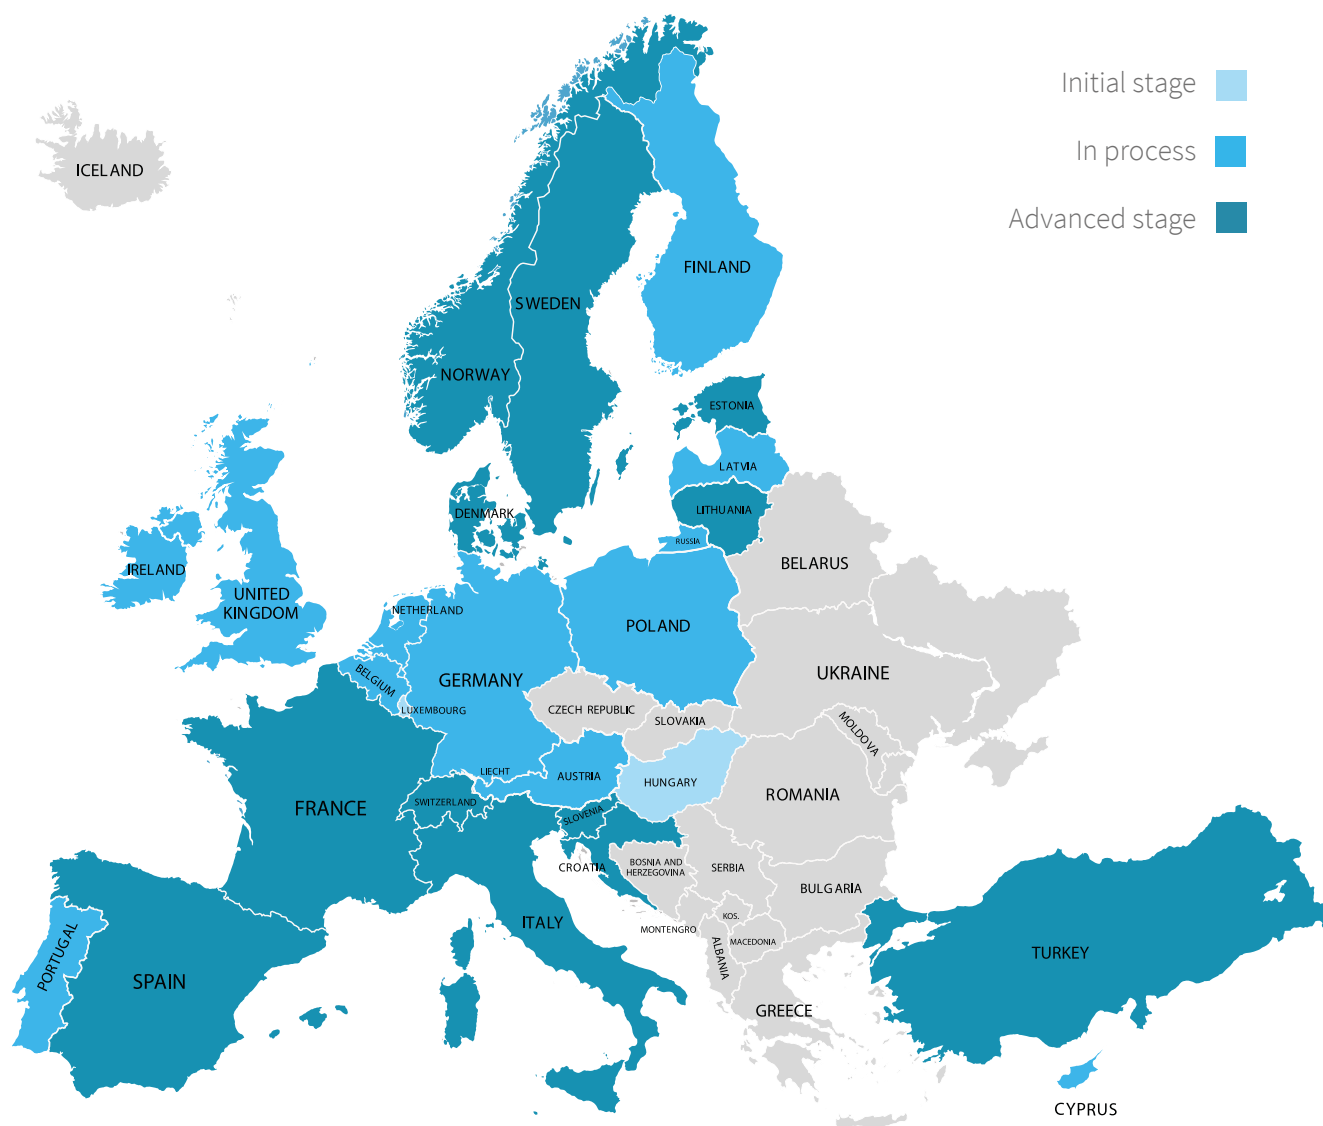 Initial stage
In process
Advanced stage
ICELAND
FINLAND
SWEDEN
NORWAY
ESTONIA
LATVIA
LITHUANIA
DENMARK
RUSSIA
BELARUS
IRELAND
UNITED
KINGDOM
NETHERLAND
POLAND
UKRAINE
BELGIUM
GERMANY
LUXEMBOURG
CZECH REPUBLIC
SLOVAKIA
MOLDOVA
LIECHT
AUSTRIA
HUNGARY
ROMANIA
FRANCE
SWITZERLAND
SLOVENIA
CROATIA
BOSNIA AND
HERZEGOVINA
SERBIA
BULGARIA
KOS.
ITALY
MONTENGRO
MACEDONIA
ALBANIA
TURKEY
PORTUGAL
SPAIN
GREECE
CYPRUS